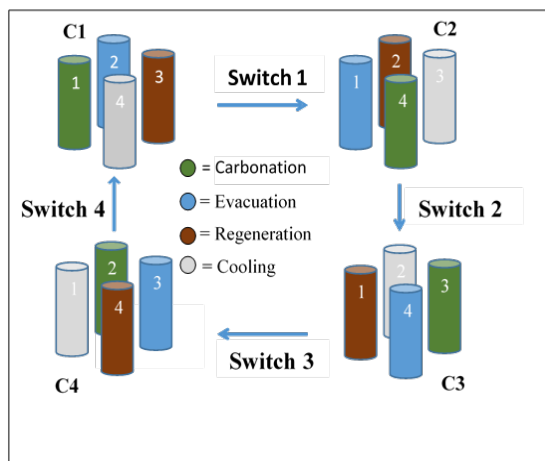 C1
C2
2
1
3
4
Switch 1
2
1
3
4
= Carbonation
= Evacuation
= Regeneration
= Cooling
Switch 4
Switch 2
2
1
3
4
2
1
3
4
Switch 3
C4
C3